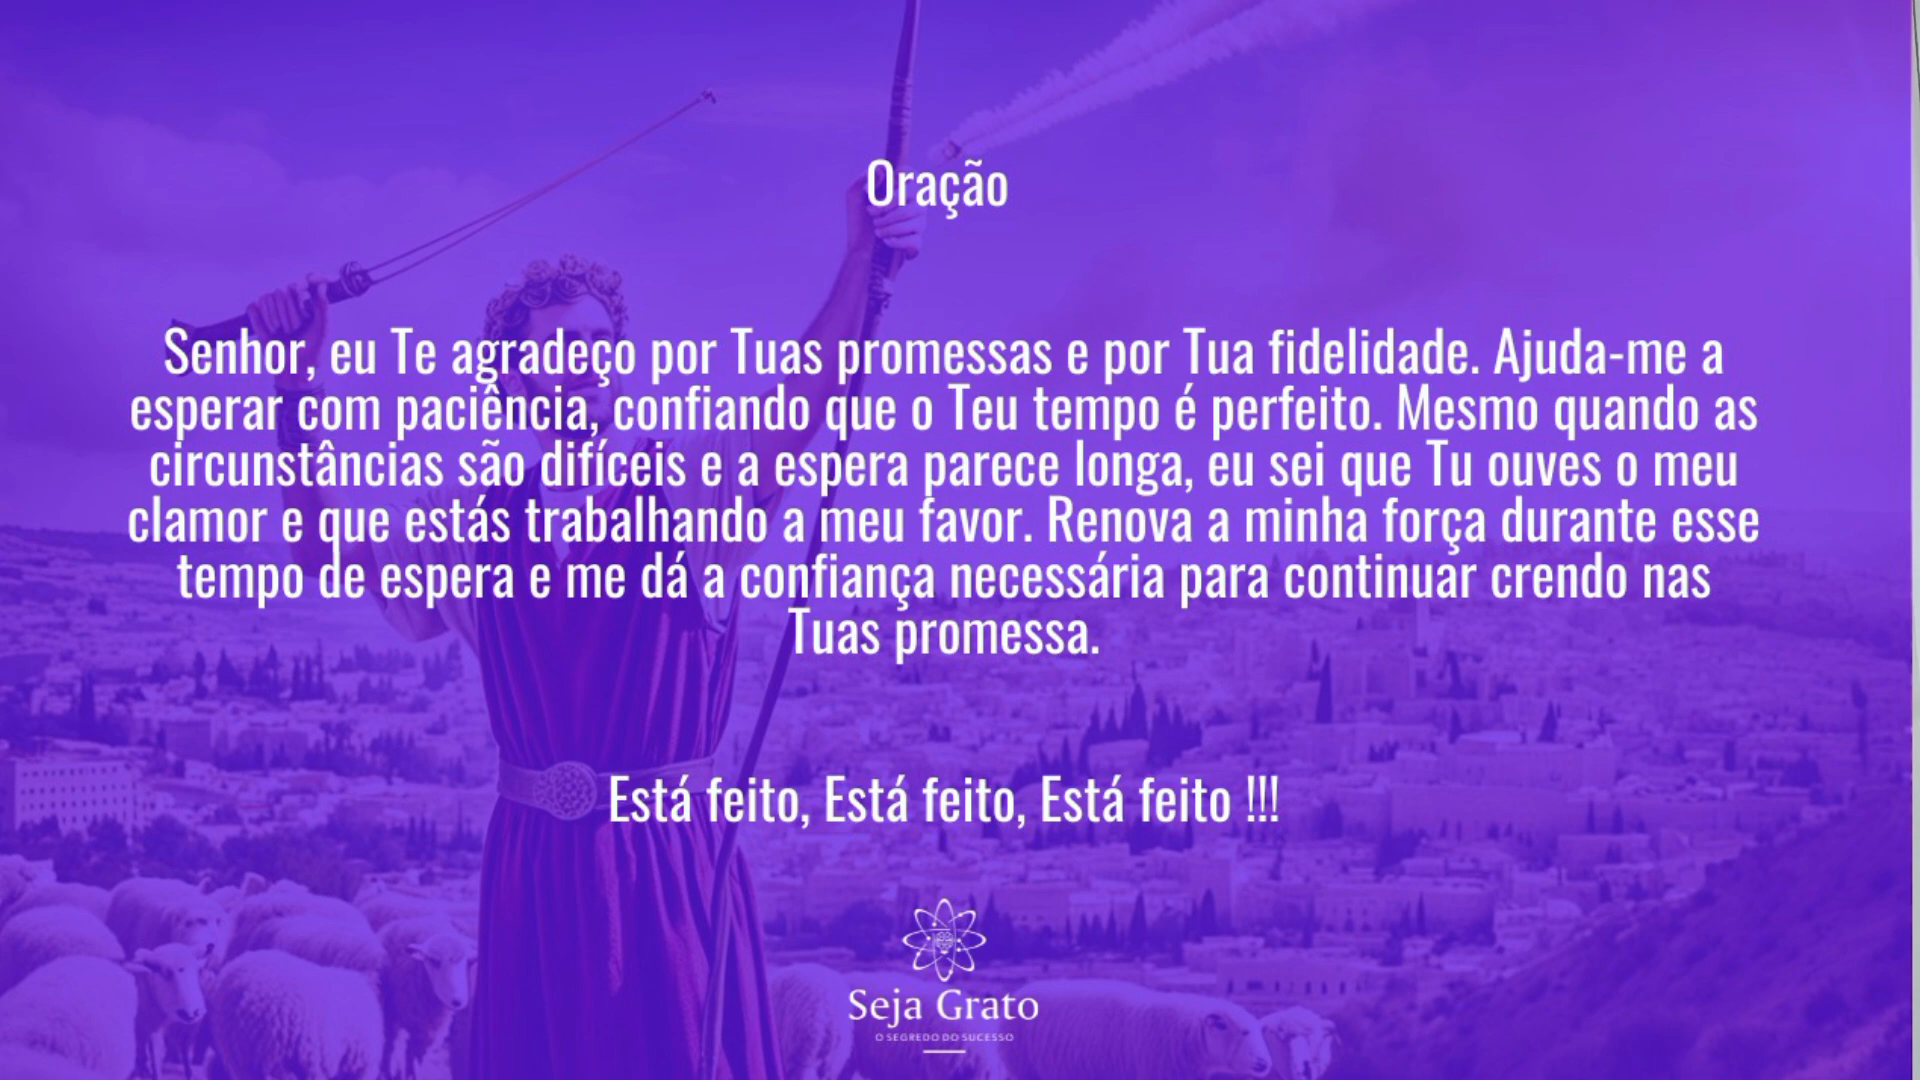 Oração
Senhor, eu Te agradeço por Tuas promessas e por Tua fidelidade. Ajuda-me a
esperar com paciência, confiando que o Teu tempo é perfeito. Mesmo quando as
circunstâncias são difíceis e a espera parece longa, eu sei que Tu ouves o meu
clamor e que estás trabalhando a meu favor. Renova a minha força durante esse
tempo de espera e me dá a confiança necessária para continuar crendo nas
Tuas promessa.
Está feito, Está feito, Está feito !!!
Seja Grato
O SEGREDO DO SUCESSO